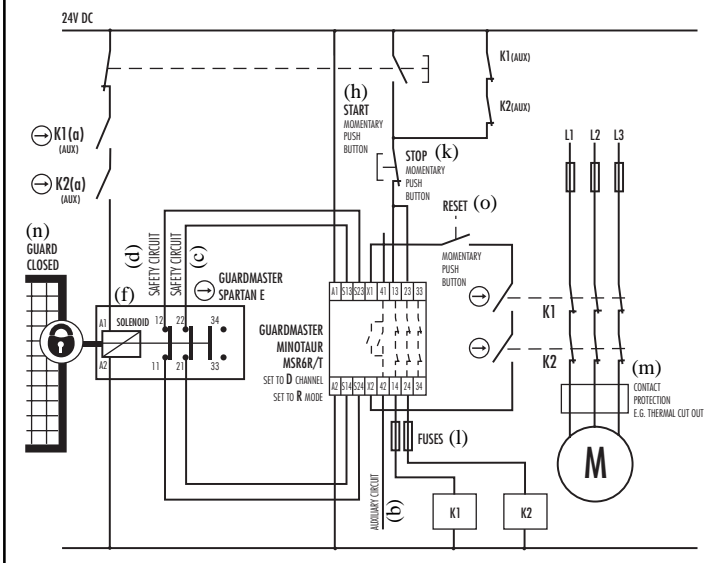 24V DC
K1(AUX)
(h)
START
MOMENTARY
PUSH
BUTTON
K2(AUX)
K1(a)
(AUX)
K2(a)
(AUX)
STOP (k)
MOMENTARY
PUSH
BUTTON
L1 L2 L3
RESET (o)
MOMENTARY
PUSH
BUTTON
(n)
GUARD
CLOSED
(d)
SAFETY CIRCUIT
SAFETY CIRCUIT
(c)
GUARDMASTER
SPARTAN E
(f)
A1 SOLENOID 12 22 34
A2 11 21 33
A1 S13 S23 X1 41 13 23 33
GUARDMASTER
MINOTAUR
MSR6R/T
SET TO D CHANNEL
SET TO R MODE
A2 S14 S24 X2 42 14 24 34
K1
K2
(m)
CONTACT
PROTECTION
E.G. THERMAL CUT OUT
M
FUSES (l)
AUXILIARY CIRCUIT
(b)
K1
K2